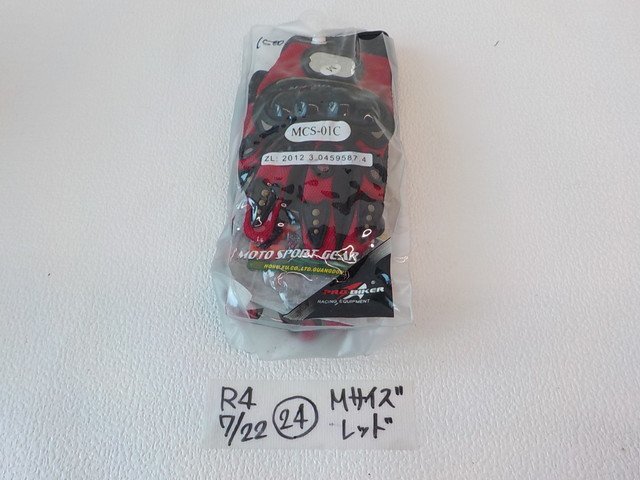 MCS-01C
ZL: 2012 3 0459587.4
MOTO SPORT GEAR
PRO-BIKER
RACING EQUIPMENT
R4 Mサイズ
7/22 24 レッド